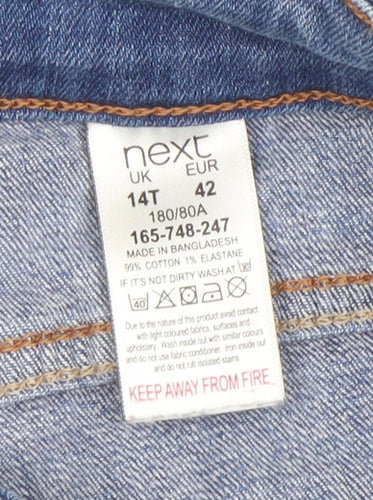 next
UK EUR
14T 42
180/80A
165-748-247
MADE IN BANGLADESH
99% COTTON 1% ELASTANE
IF IT'S NOT DIRTY WASH AT 30
40
Due to the nature of this product avoid contact
with light coloured fabrics, surfaces and
upholstery. Wash inside out with similar colours
and do not use fabric conditioner. Iron inside out
and do not rub isolated stains
KEEP AWAY FROM FIRE